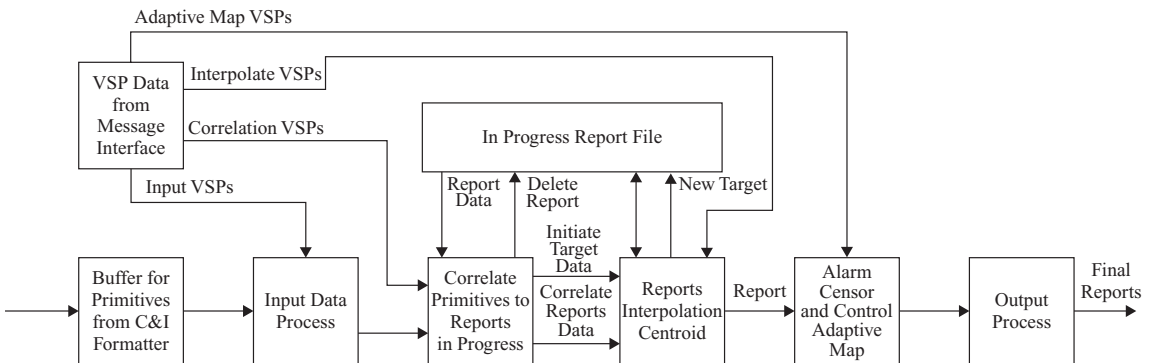 Adaptive Map VSPs
VSP Data
from
Message
Interface
Interpolate VSPs
Correlation VSPs
Input VSPs
In Progress Report File
Report
Data
Delete
Report
New Target
Initiate
Target
Data
Correlate
Reports
Data
Buffer for
Primitives
from C&I
Formatter
Input Data
Process
Correlate
Primitives to
Reports
in Progress
Reports
Interpolation
Centroid
Report
Alarm
Censor
and Control
Adaptive
Map
Output
Process
Final
Reports